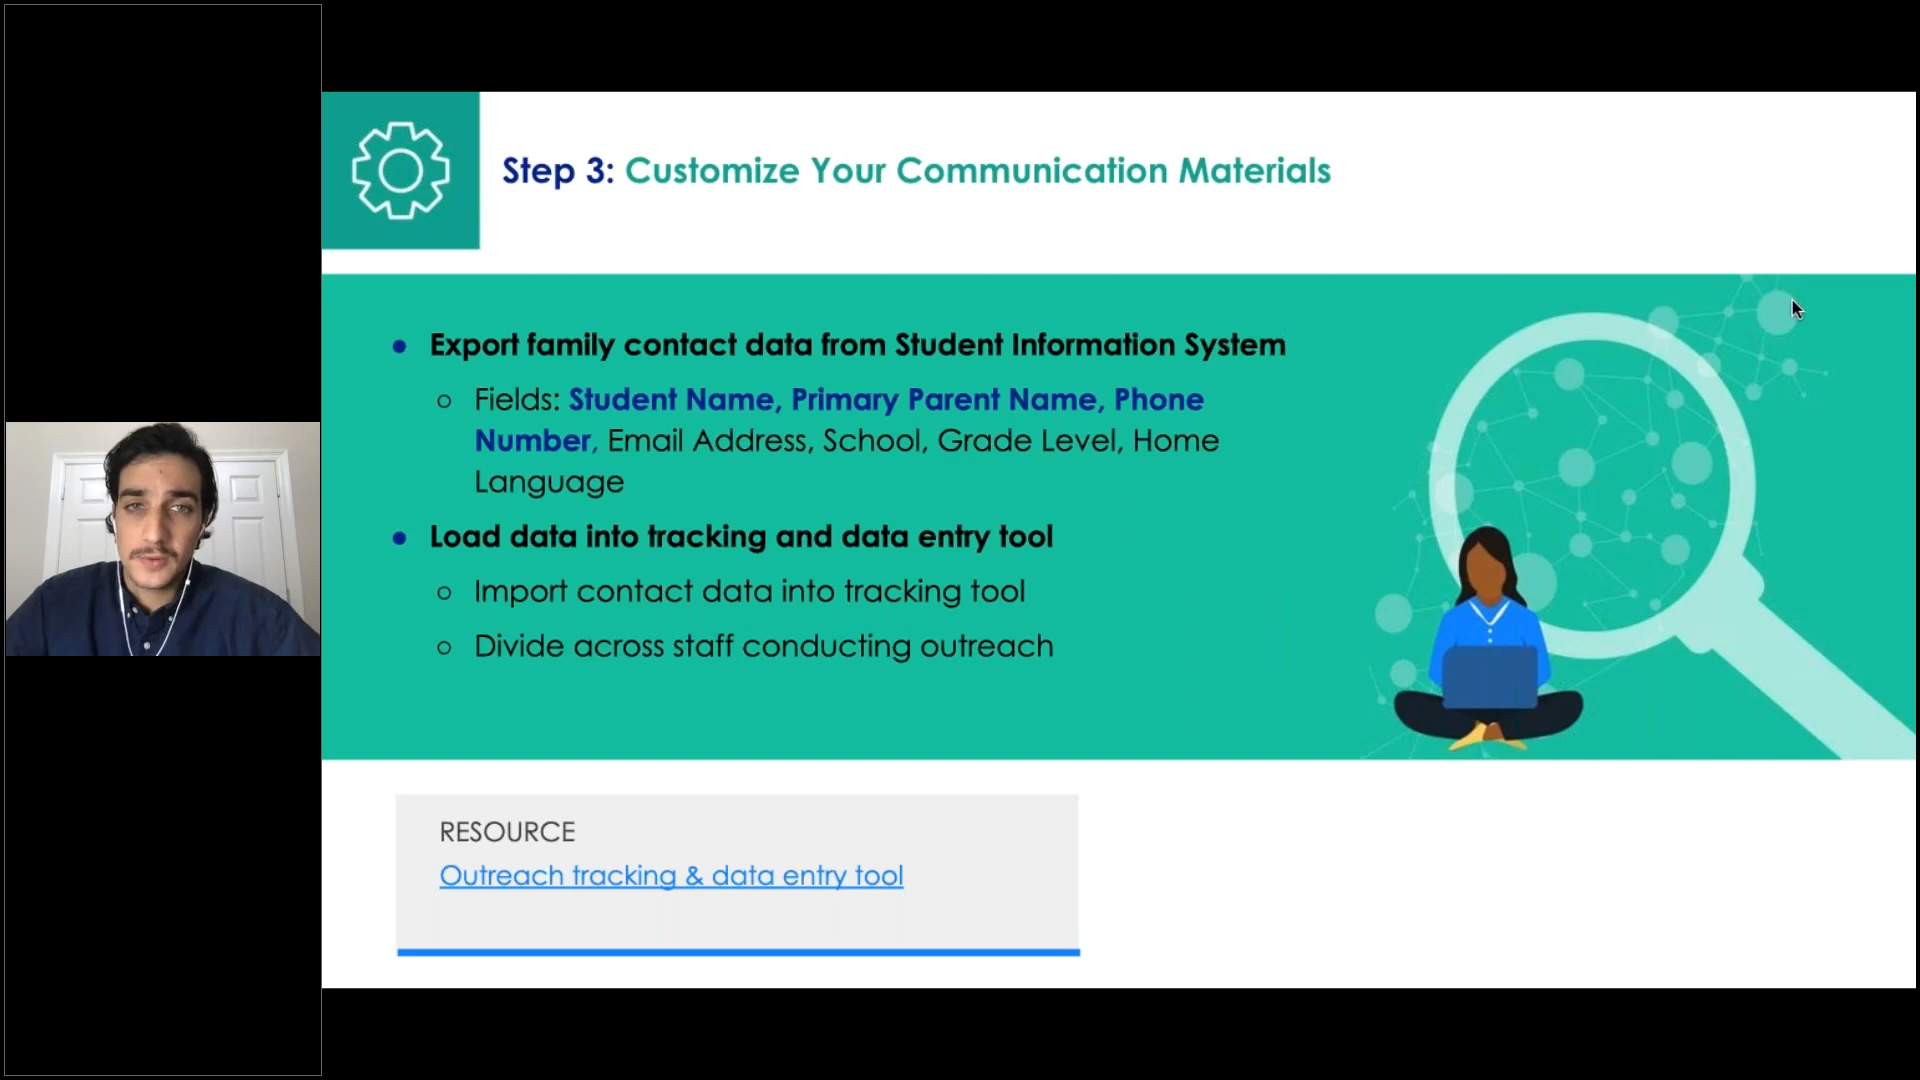 Step 3: Customize Your Communication Materials
● Export family contact data from Student Information System
○ Fields: Student Name, Primary Parent Name, Phone
Number, Email Address, School, Grade Level, Home
Language
● Load data into tracking and data entry tool
○ Import contact data into tracking tool
○ Divide across staff conducting outreach
RESOURCE
Outreach tracking & data entry tool